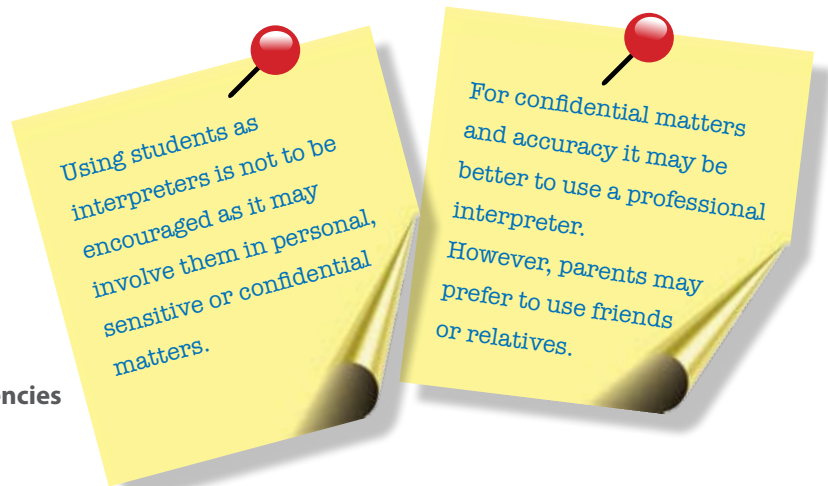 Using students as
interpreters is not to be
encouraged as it may
involve them in personal,
sensitive or confidential
matters.
For confidential matters
and accuracy it may be
better to use a professional
interpreter.
However, parents may
prefer to use friends
or relatives.